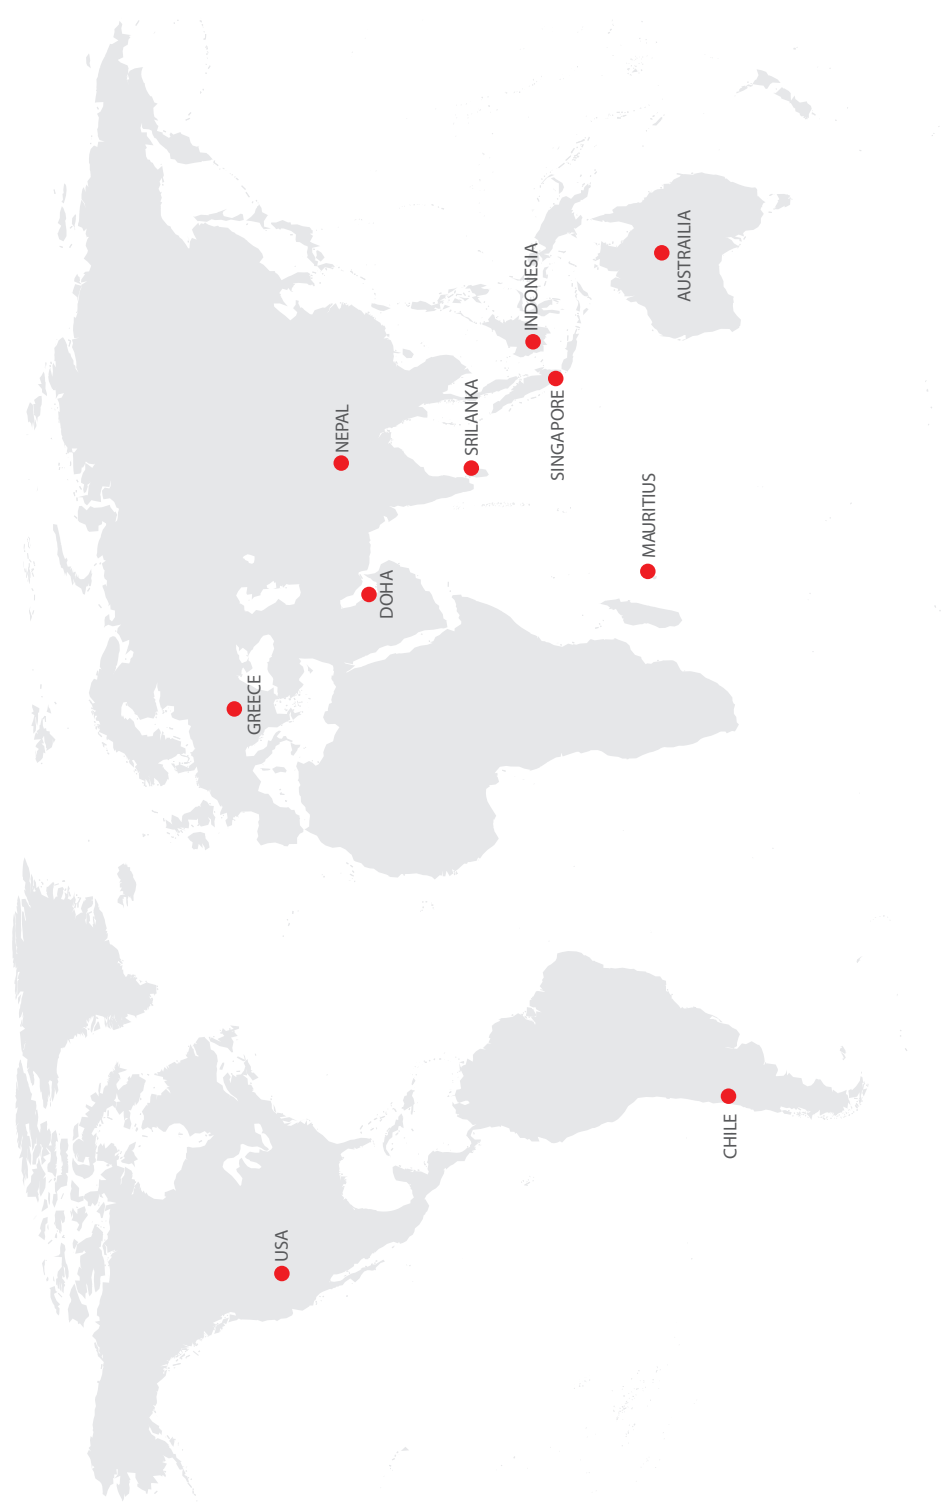 USA
CHILE
GREECE
DOHA
NEPAL
SRILANKA
MAURITIUS
SINGAPORE
INDONESIA
AUSTRAILIA